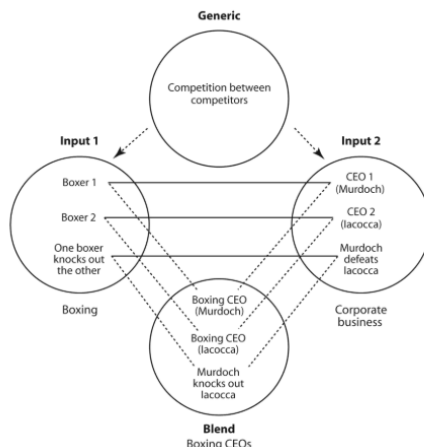 Generic
Competition between
competitors
Input 1
Input 2
Boxer 1
CEO 1
(Murdoch)
Boxer 2
CEO 2
(Iacocca)
One boxer
knocks out
the other
Murdoch
defeats
Iacocca
Boxing
Corporate
business
Boxing CEO
(Murdoch)
Boxing CEO
(Iacocca)
Murdoch
knocks out
Iacocca
Blend
Boxing CEOs